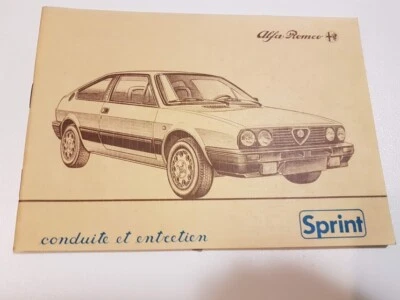 Alfa Romeo
Sprint
conduite et entretien